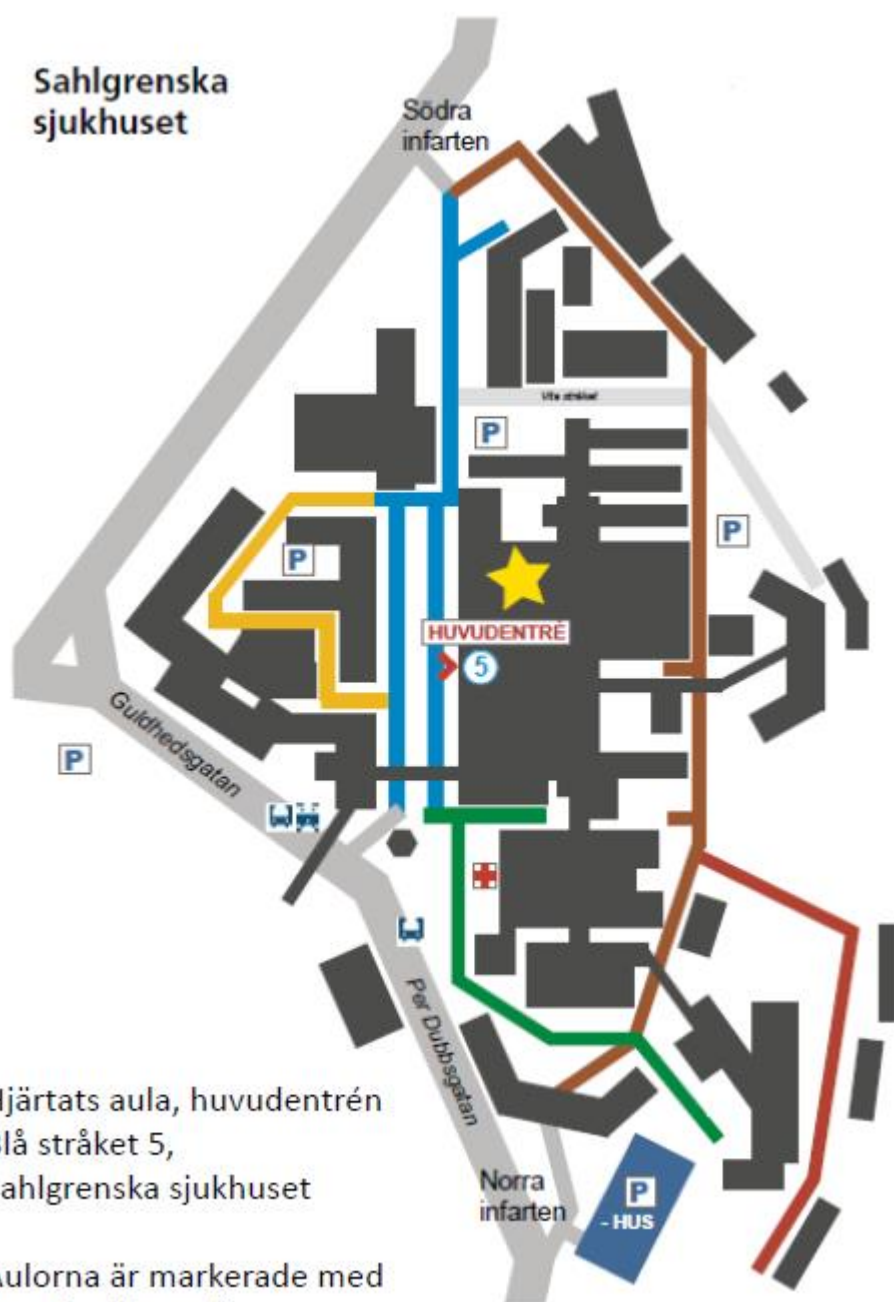 Sahlgrenska
sjukhuset
Södra
infarten
Vita stråket
P
P
P
HUVUDENTRÉ
5
P
Guldhedsgatan
Per Dubbsgatan
Hjärtats aula, huvudentrén
Blå stråket 5,
Sahlgrenska sjukhuset
Norra
infarten
P
- HUS
Aulorna är markerade med